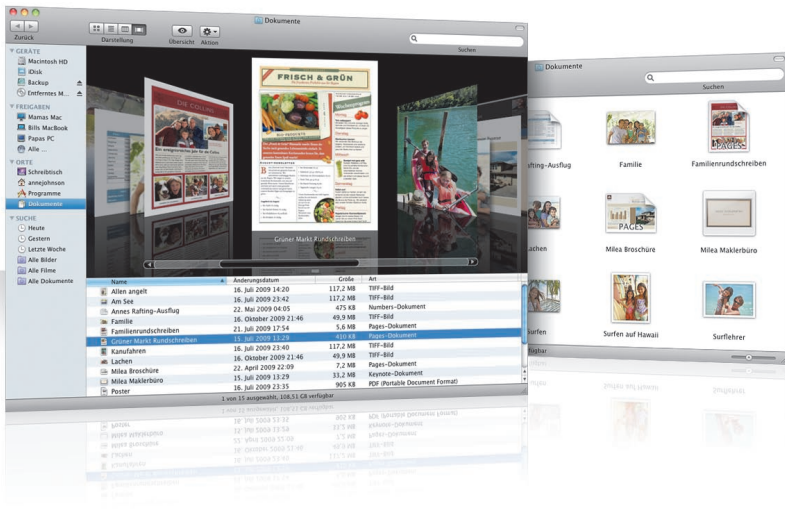 Dokumente
Zurück
Darstellung
Übersicht
Aktion
Suchen
GERÄTE
Macintosh HD
iDisk
Backup
Entferntes M...
FREIGABEN
Mamas Mac
Bills MacBook
Papas PC
Alle ...
ORTE
Schreibtisch
annejohnson
Programme
Dokumente
SUCHE
Heute
Gestern
Letzte Woche
Alle Bilder
Alle Filme
Alle Dokumente
DIE COLLINS
FRISCH & GRÜN
Grüner Markt Rundschreiben
Name Änderungsdatum Größe Art
Allen angelt 16. Juli 2009 14:20 117,2 MB TIFF-Bild
Am See 16. Juli 2009 23:42 117,2 MB TIFF-Bild
Annes Rafting-Ausflug 22. Mai 2009 04:05 475 KB Numbers-Dokument
Familie 16. Oktober 2009 21:46 49,9 MB TIFF-Bild
Familienrundschreiben 21. Juli 2009 17:54 5,6 MB Pages-Dokument
Grüner Markt Rundschreiben 15. Juli 2009 13:29 410 KB Pages-Dokument
Kanufahren 16. Juli 2009 23:40 117,2 MB TIFF-Bild
Lachen 16. Oktober 2009 21:46 49,9 MB TIFF-Bild
Milea Broschüre 22. April 2009 22:09 7,2 MB Pages-Dokument
Milea Maklerbüro 15. Juli 2009 13:29 33,2 MB Keynote-Dokument
Poster 16. Juli 2009 23:35 905 KB PDF (Portable Document Format)
1 von 15 ausgewählt, 108,51 GB verfügbar
Dokumente
Suchen
Rafting-Ausflug
Familie
PAGES
Familienrundschreiben
Lachen
PAGES
Milea Broschüre
Milea Maklerbüro
Surfen
Surfen auf Hawaii
Surflehrer